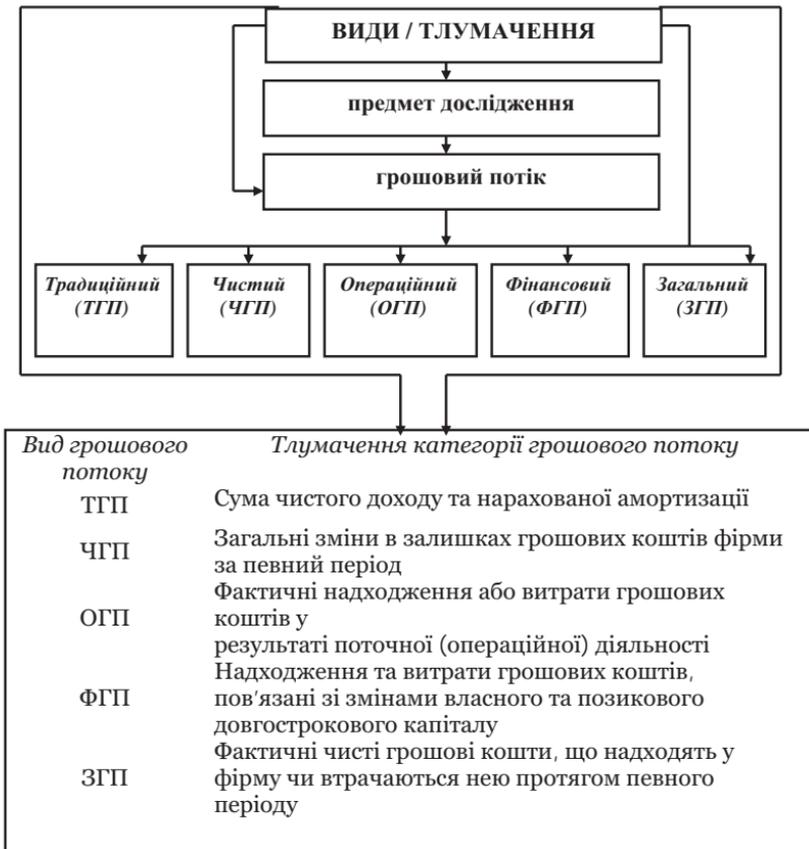 ВИДИ / ТЛУМАЧЕННЯ
предмет дослідження
грошовий потік
Традиційний
(ТГП)
Чистий
(ЧГП)
Операційний
(ОГП)
Фінансовий
(ФГП)
Загальний
(ЗГП)
Вид грошового
потоку
Тлумачення категорії грошового потоку
ТГП
Сума чистого доходу та нарахованої амортизації
ЧГП
Загальні зміни в залишках грошових коштів фірми
за певний період
ОГП
Фактичні надходження або витрати грошових
коштів у
результаті поточної (операційної) діяльності
ФГП
Надходження та витрати грошових коштів,
пов’язані зі змінами власного та позикового
довгострокового капіталу
ЗГП
Фактичні чисті грошові кошти, що надходять у
фірму чи втрачаються нею протягом певного
періоду